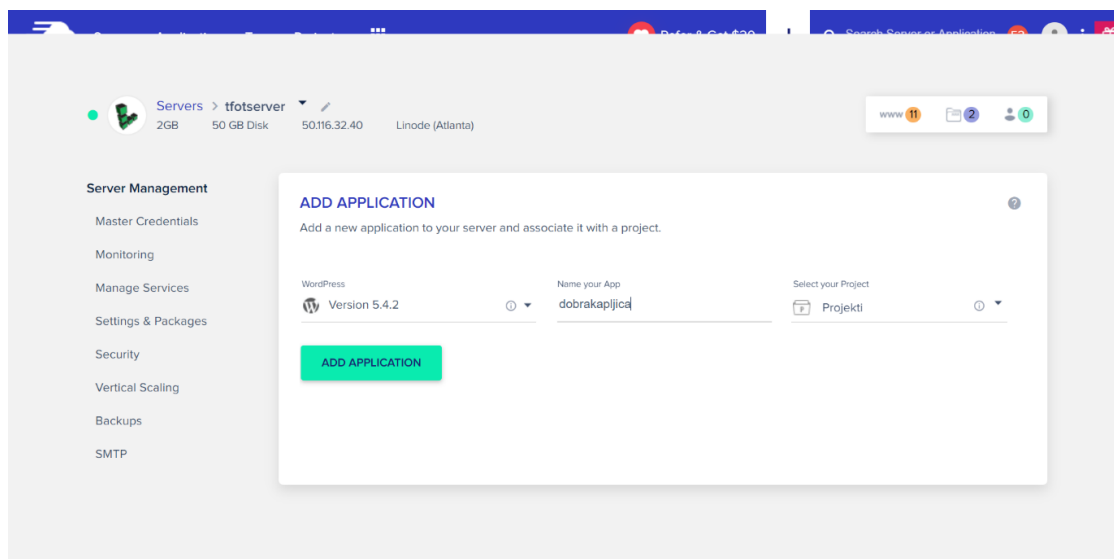 Servers > tfotserver
2GB 50 GB Disk 50.116.32.40 Linode (Atlanta)
www 11 2 0
Server Management
Master Credentials
Monitoring
Manage Services
Settings & Packages
Security
Vertical Scaling
Backups
SMTP
ADD APPLICATION
Add a new application to your server and associate it with a project.
WordPress Name your App Select your Project
Version 5.4.2 dobrakapljica Projekti
ADD APPLICATION